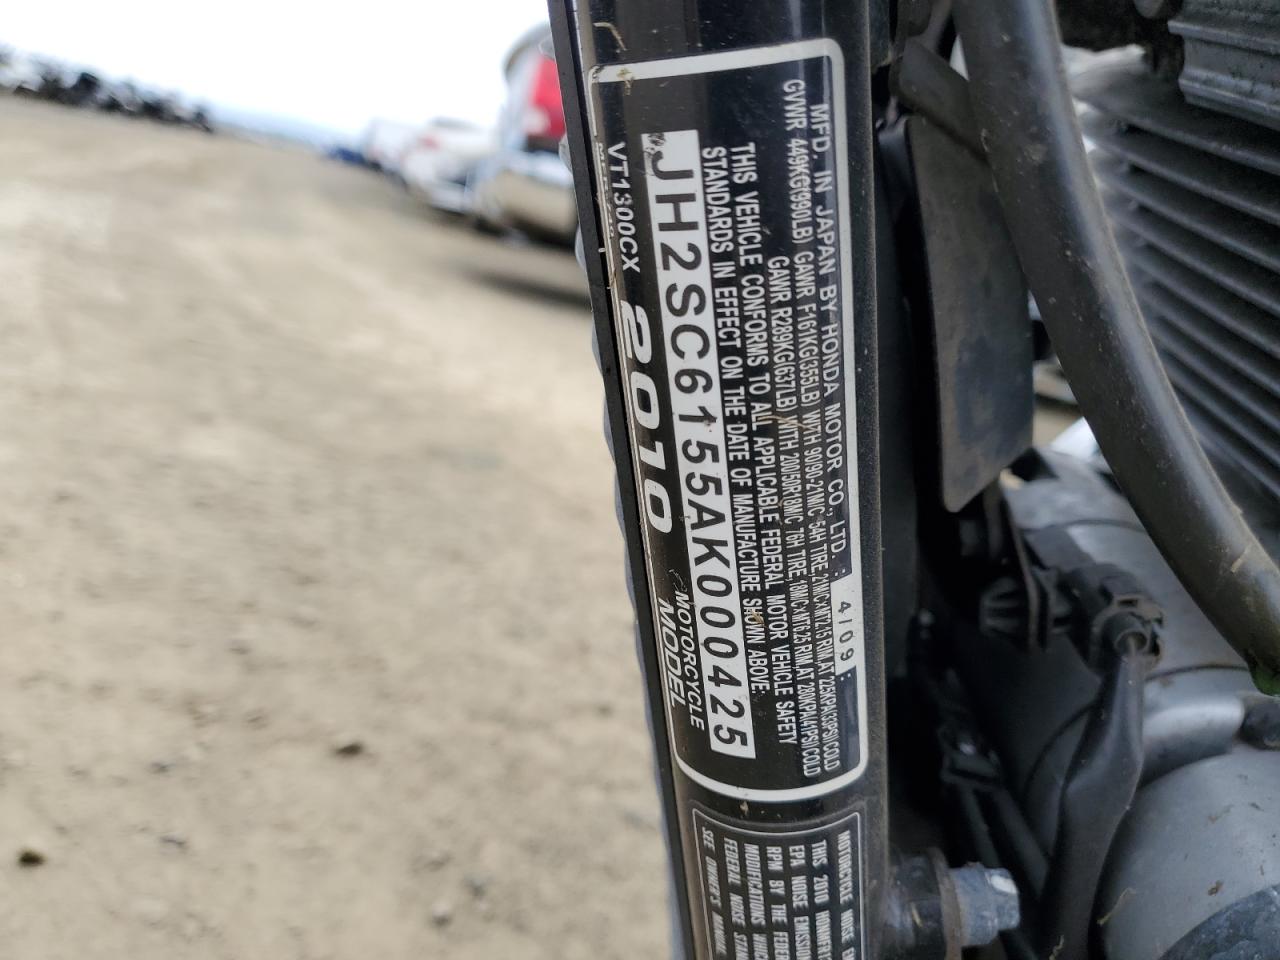 MFD. IN JAPAN BY HONDA MOTOR CO., LTD. : 4/09 :
GVWR 449KG(990LB) GAWR F161KG(355LB) WITH 90/90-21M/C 54H TIRE,21M/C×MT2.15 RIM,AT 225KPA(33PSI)COLD
GAWR R289KG(637LB) WITH 200/50R18M/C 76H TIRE,18M/C×MT6.25 RIM,AT 280KPA(41PSI)COLD
THIS VEHICLE CONFORMS TO ALL APPLICABLE FEDERAL MOTOR VEHICLE SAFETY
STANDARDS IN EFFECT ON THE DATE OF MANUFACTURE SHOWN ABOVE:
JH2SC6155AK000425
VT1300CX 2010 MOTORCYCLE
MODEL
MOTORCYCLE NOISE
THIS 2010
EPA NOISE EMISSION
RPM BY THE
MODIFICATIONS
FEDERAL NOISE
SEE OWNER'S